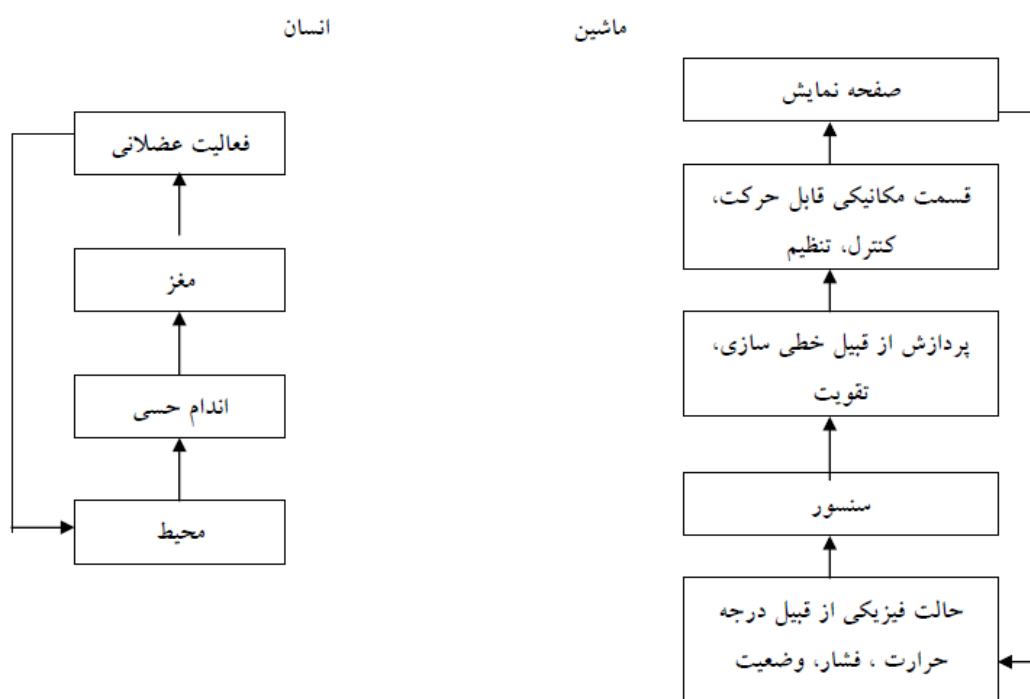 ماشین
انسان
صفحه نمایش
قسمت مکانیکی قابل حرکت،
کنترل، تنظیم
پردازش از قبیل خطی سازی،
تقویت
سنسور
حالت فیزیکی از قبیل درجه
حرارت ، فشار، وضعیت
فعالیت عضلانی
مغز
اندام حسی
محیط